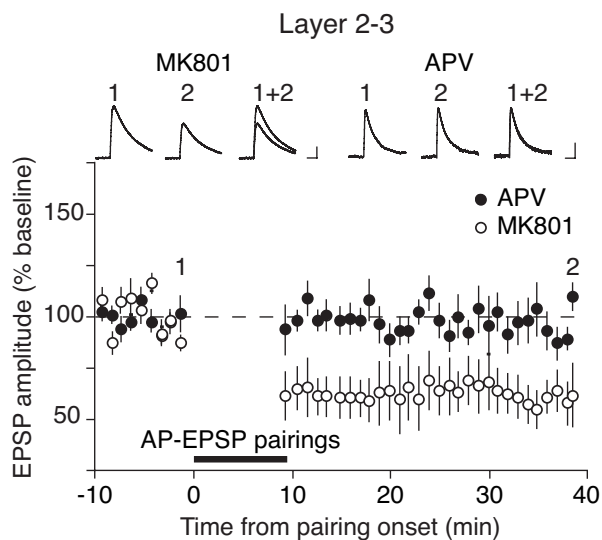 Layer 2-3
MK801 APV
1 2 1+2 1 2 1+2
APV
MK801
EPSP amplitude (% baseline)
150
100
50
1
2
AP-EPSP pairings
-10 0 10 20 30 40
Time from pairing onset (min)